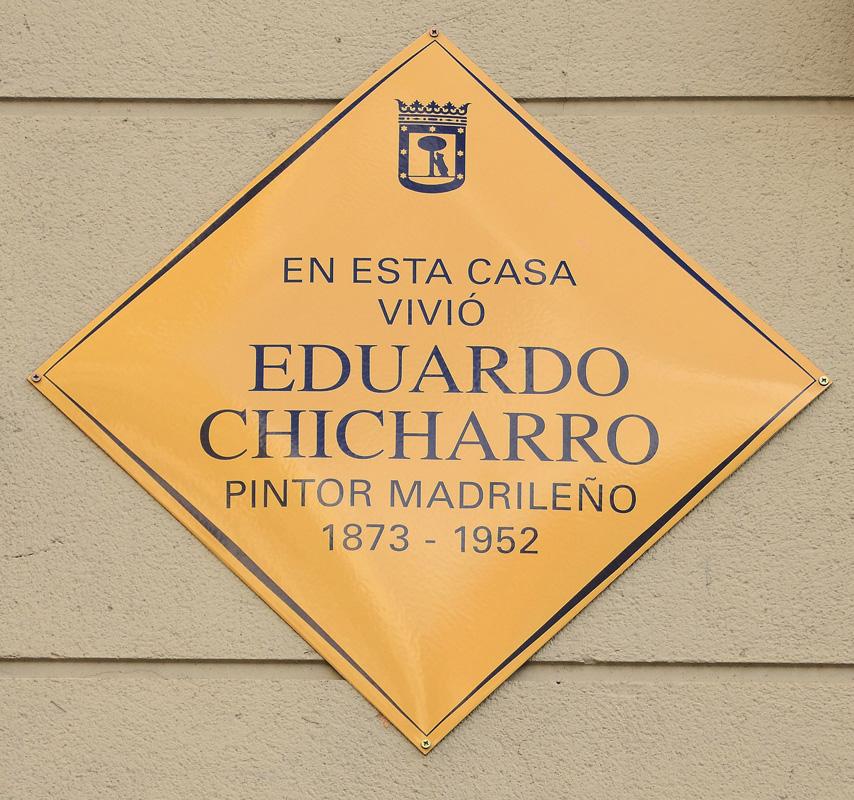 EN ESTA CASA
VIVIÓ
EDUARDO
CHICHARRO
PINTOR MADRILEÑO
1873 - 1952